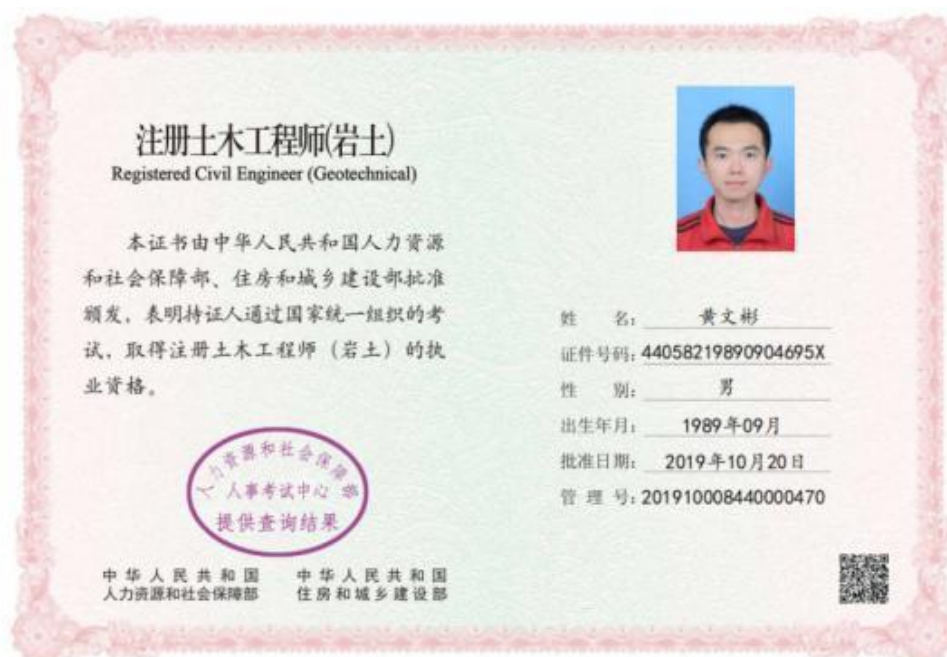 注册土木工程师(岩土)
Registered Civil Engineer (Geotechnical)
本证书由中华人民共和国人力资源
和社会保障部、住房和城乡建设部批准
颁发，表明持证人通过国家统一组织的考
试，取得注册土木工程师（岩土）的执
业资格。
人力资源和社会保障部
人事考试中心
提供查询结果
中华人民共和国
人力资源和社会保障部
中华人民共和国
住房和城乡建设部
姓 名：黄文彬
证件号码：44058219890904695X
性 别：男
出生年月：1989年09月
批准日期：2019年10月20日
管 理 号：201910008440000470